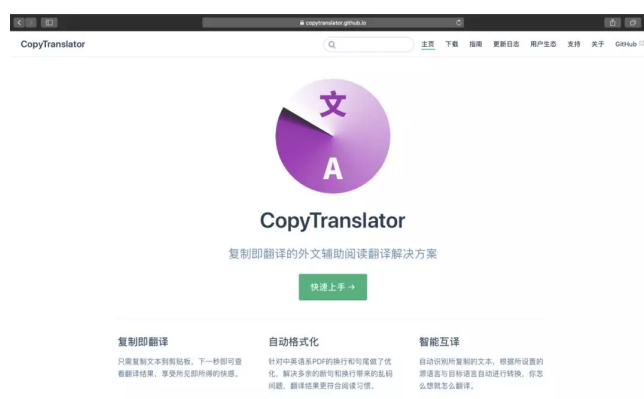 copytranslator.github.io
CopyTranslator
主页 下载 指南 更新日志 用户生态 支持 关于 GitHub
文
A
CopyTranslator
复制即翻译的外文辅助阅读翻译解决方案
快速上手 →
复制即翻译
只需复制文本到剪贴板，下一秒即可查
看翻译结果，享受所见即所得的快感。
自动格式化
针对中英语系PDF的换行和句尾做了优
化，解决多余的断句和换行带来的乱码
问题，翻译结果更符合阅读习惯。
智能互译
自动识别所复制的文本，根据所设置的
源语言与目标语言自动进行转换，你怎
么想就怎么翻译。